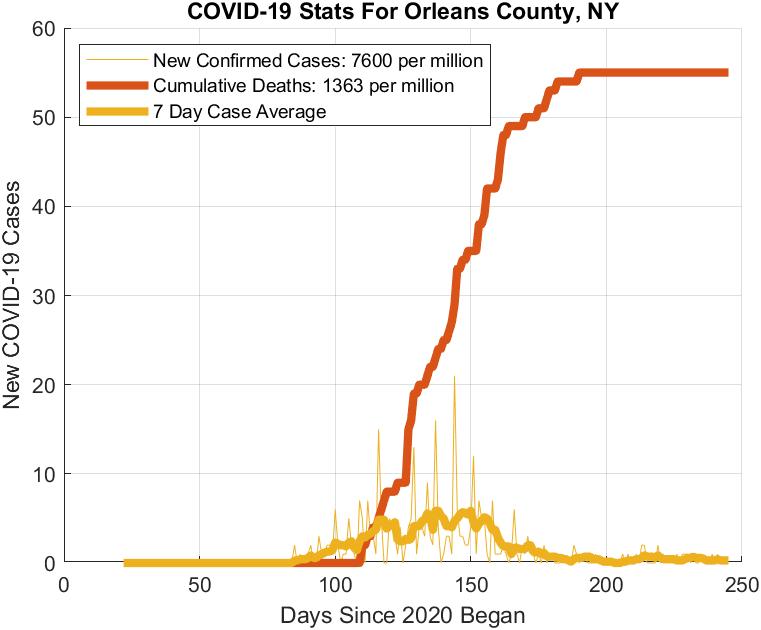 COVID-19 Stats For Orleans County, NY
60
New Confirmed Cases: 7600 per million
Cumulative Deaths: 1363 per million
7 Day Case Average
50
40
30
20
10
0
New COVID-19 Cases
0 50 100 150 200 250
Days Since 2020 Began